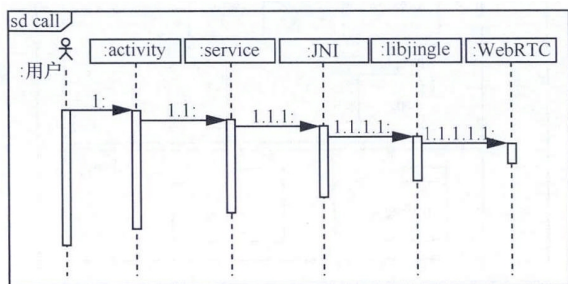 sd call
:用户
:activity
:service
:JNI
:libjingle
:WebRTC
1:
1.1:
1.1.1:
1.1.1.1:
1.1.1.1.1: